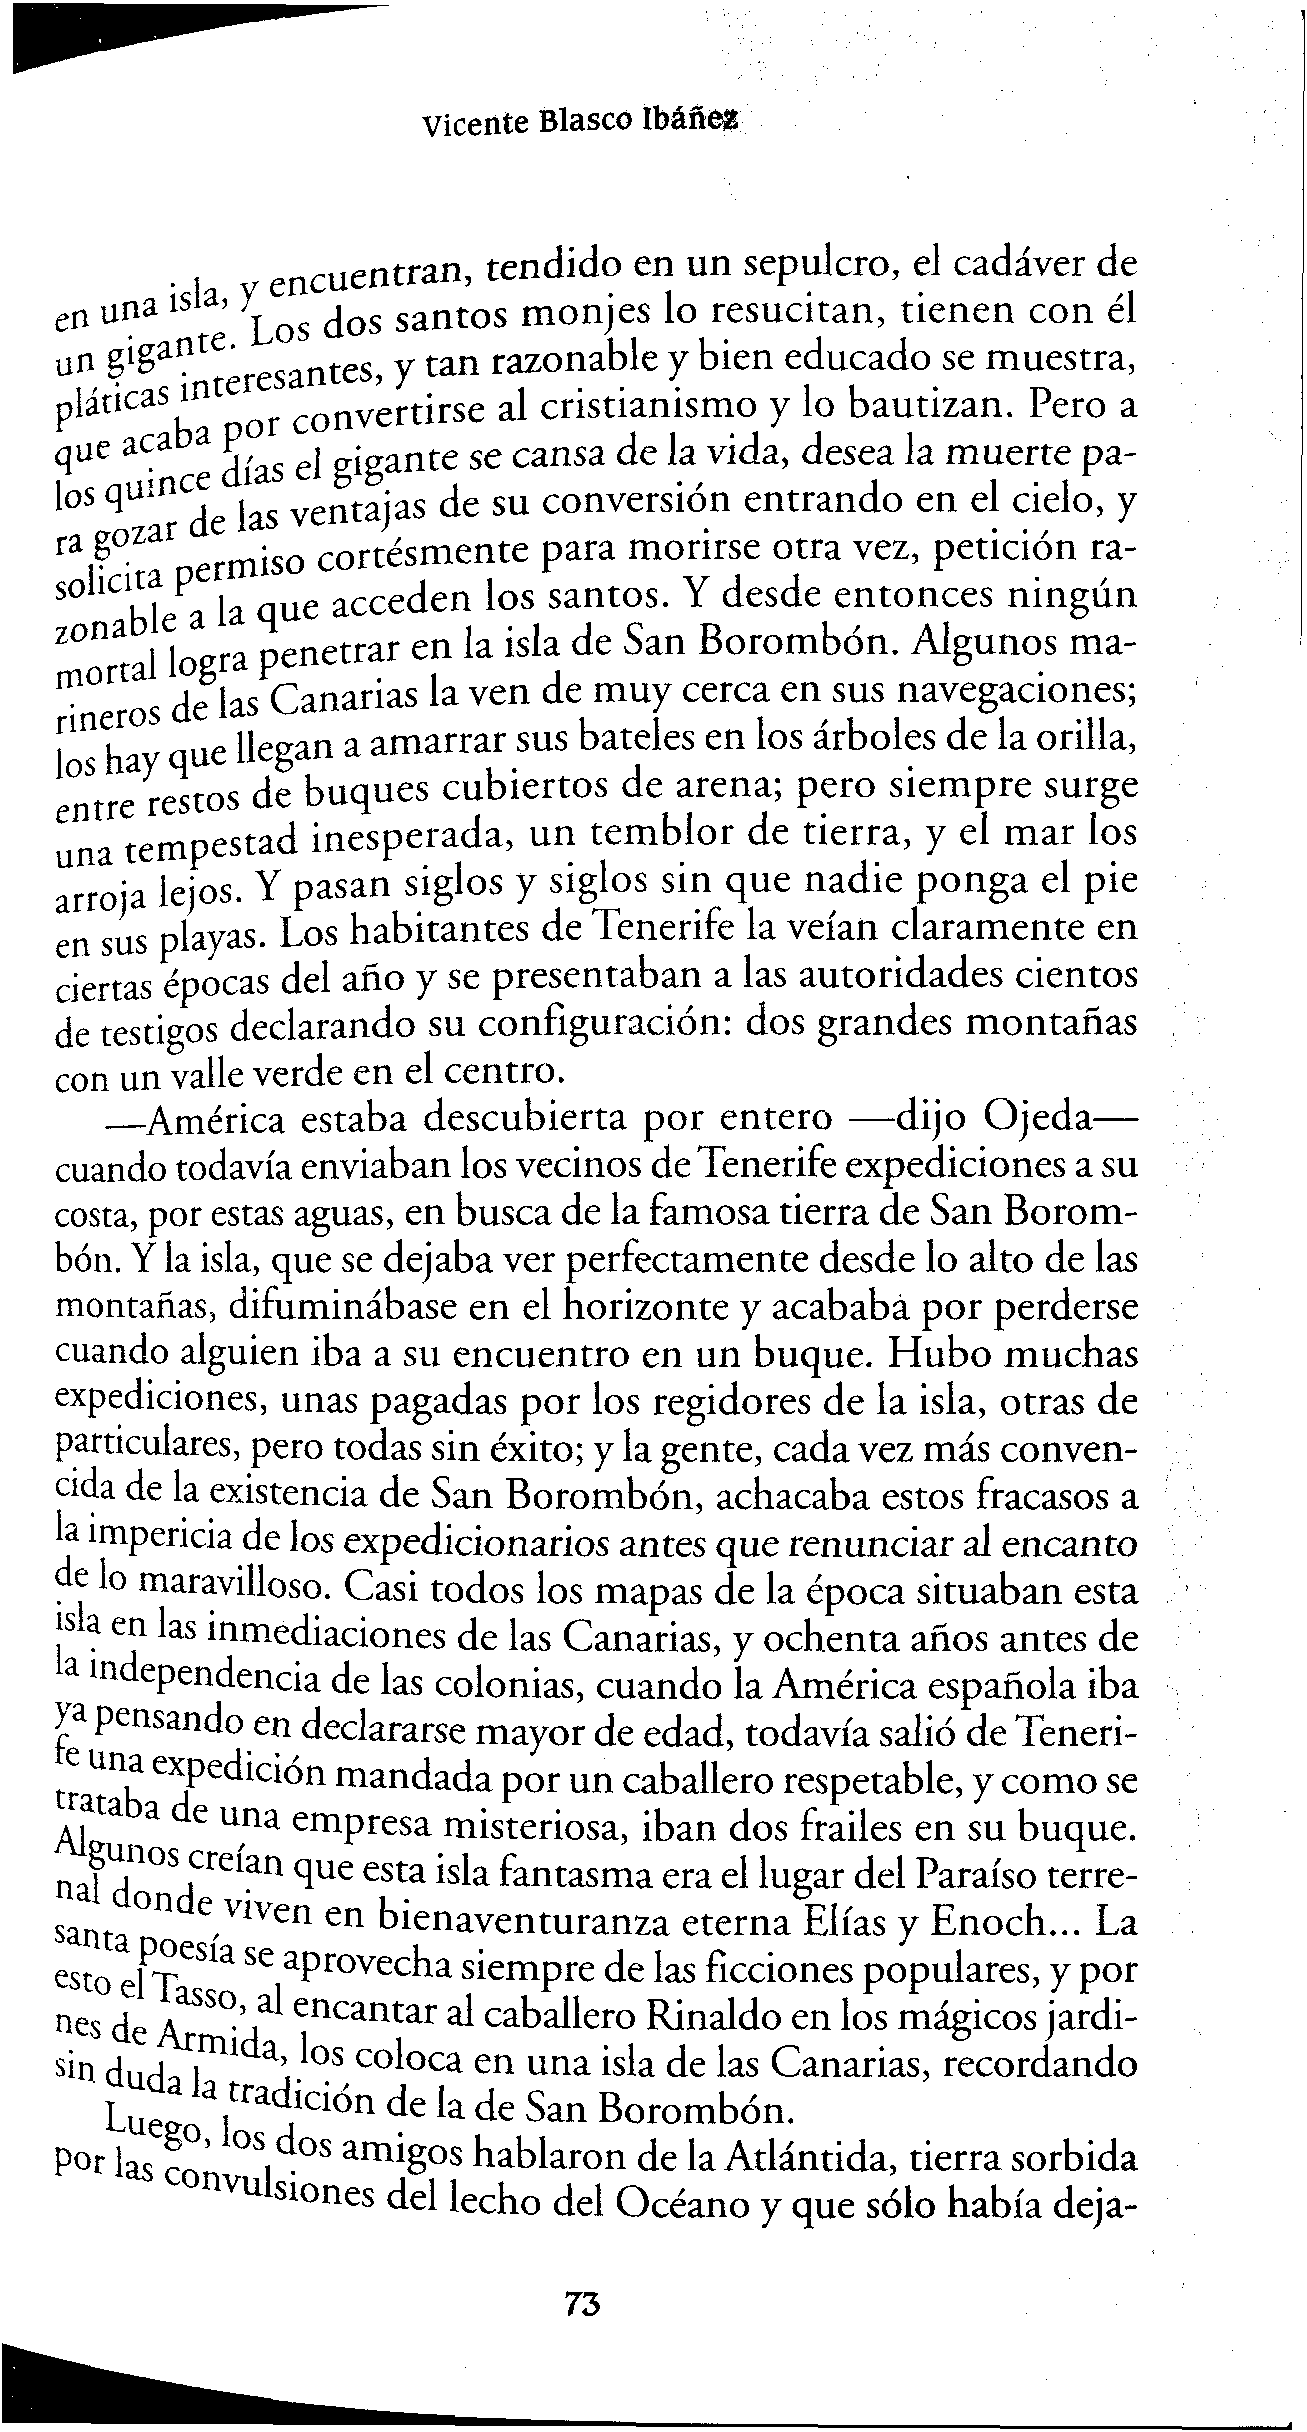 Vicente Blasco Ibáñez
en una isla, y encuentran, tendido en un sepulcro, el cadáver de
un gigante. Los dos santos monjes lo resucitan, tienen con él
pláticas interesantes, y tan razonable y bien educado se muestra,
que acaba por convertirse al cristianismo y lo bautizan. Pero a
los quince días el gigante se cansa de la vida, desea la muerte pa-
ra gozar de las ventajas de su conversión entrando en el cielo, y
solicita permiso cortésmente para morirse otra vez, petición ra-
zonable a la que acceden los santos. Y desde entonces ningún
mortal logra penetrar en la isla de San Borombón. Algunos ma-
rineros de las Canarias la ven de muy cerca en sus navegaciones;
los hay que llegan a amarrar sus bateles en los árboles de la orilla,
entre restos de buques cubiertos de arena; pero siempre surge
una tempestad inesperada, un temblor de tierra, y el mar los
arroja lejos. Y pasan siglos y siglos sin que nadie ponga el pie
en sus playas. Los habitantes de Tenerife la veían claramente en
ciertas épocas del año y se presentaban a las autoridades cientos
de testigos declarando su configuración: dos grandes montañas
con un valle verde en el centro.
—América estaba descubierta por entero —dijo Ojeda—
cuando todavía enviaban los vecinos de Tenerife expediciones a su
costa, por estas aguas, en busca de la famosa tierra de San Borom-
bón. Y la isla, que se dejaba ver perfectamente desde lo alto de las
montañas, difuminábase en el horizonte y acababa por perderse
cuando alguien iba a su encuentro en un buque. Hubo muchas
expediciones, unas pagadas por los regidores de la isla, otras de
particulares, pero todas sin éxito; y la gente, cada vez más conven-
cida de la existencia de San Borombón, achacaba estos fracasos a
la impericia de los expedicionarios antes que renunciar al encanto
de lo maravilloso. Casi todos los mapas de la época situaban esta
isla en las inmediaciones de las Canarias, y ochenta años antes de
la independencia de las colonias, cuando la América española iba
ya pensando en declararse mayor de edad, todavía salió de Teneri-
fe una expedición mandada por un caballero respetable, y como se
trataba de una empresa misteriosa, iban dos frailes en su buque.
Algunos creían que esta isla fantasma era el lugar del Paraíso terre-
nal donde viven en bienaventuranza eterna Elías y Enoch... La
santa poesía se aprovecha siempre de las ficciones populares, y por
esto el Tasso, al encantar al caballero Rinaldo en los mágicos jardi-
nes de Armida, los coloca en una isla de las Canarias, recordando
sin duda la tradición de la de San Borombón.
Luego, los dos amigos hablaron de la Atlántida, tierra sorbida
por las convulsiones del lecho del Océano y que sólo había deja-
73